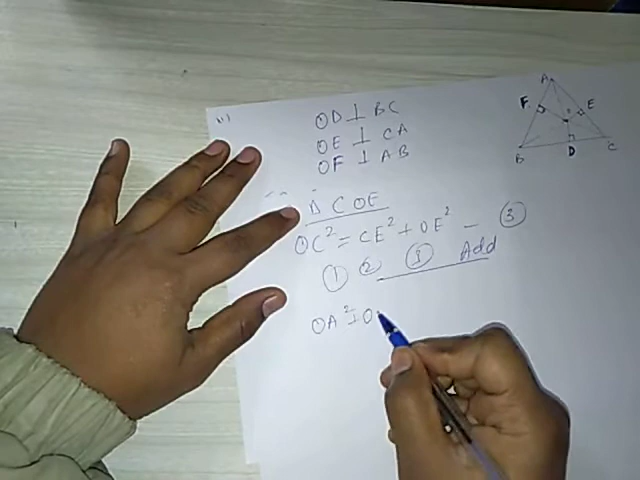 OD ⊥ BC
OE ⊥ CA
OF ⊥ AB
Δ COE
OC² = CE² + OE² - ③
① ② ③ Add
OA² + O
A
F
E
O
B
D
C